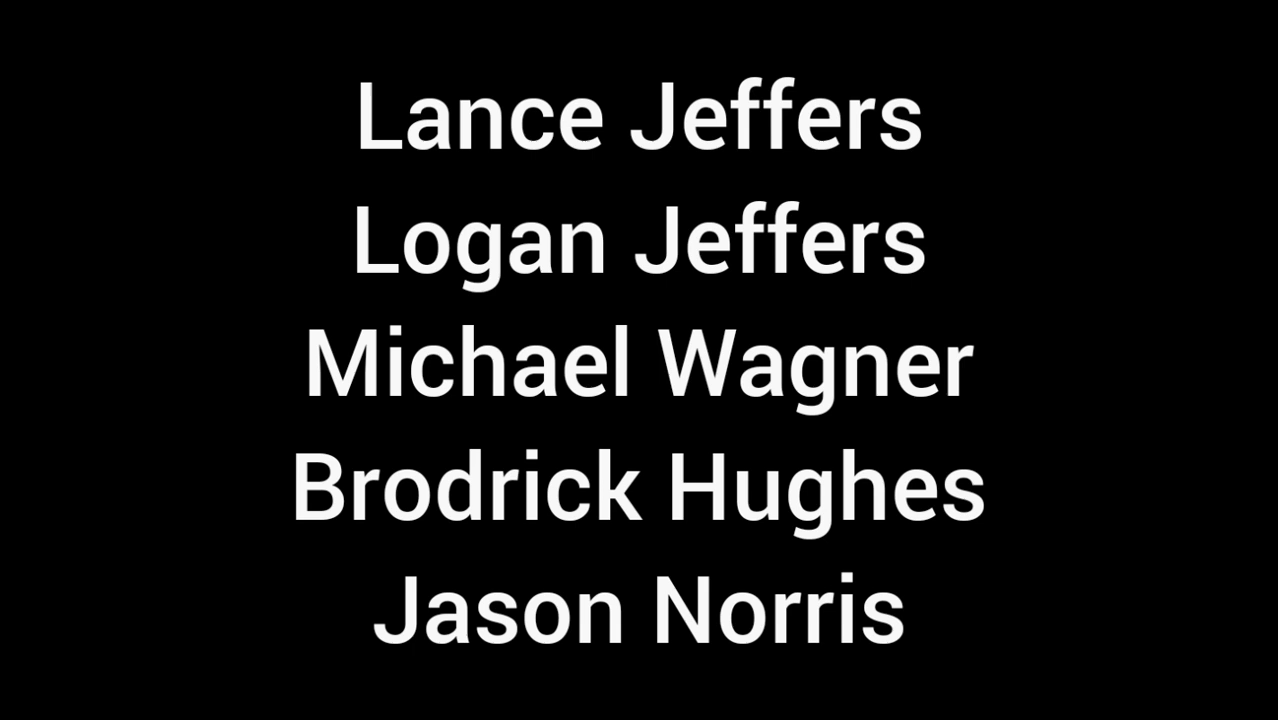 Lance Jeffers
Logan Jeffers
Michael Wagner
Brodrick Hughes
Jason Norris